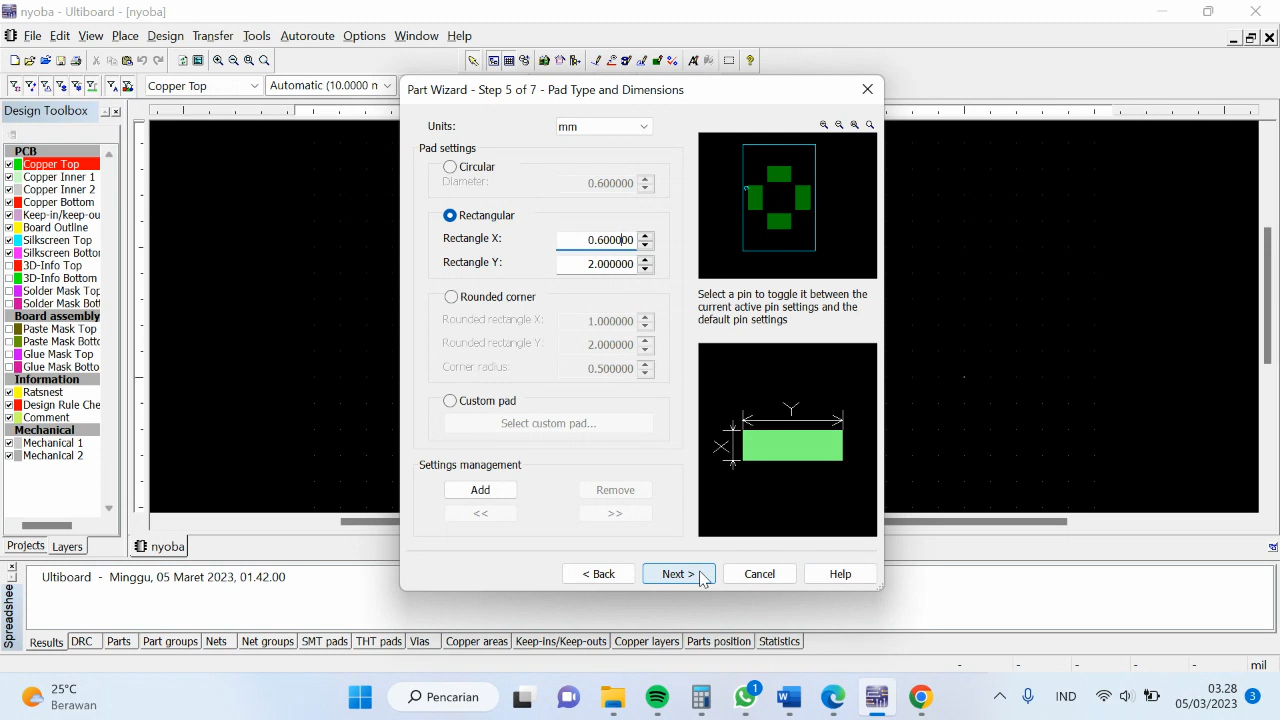 nyoba - Ultiboard - [nyoba]
File Edit View Place Design Transfer Tools Autoroute Options Window Help
Copper Top
Automatic (10.0000 n
Design Toolbox
PCB
Copper Top
Copper Inner 1
Copper Inner 2
Copper Bottom
Keep-in/keep-ou
Board Outline
Silkscreen Top
Silkscreen Botto
3D-Info Top
3D-Info Bottom
Solder Mask Top
Solder Mask Bott
Board assembly
Paste Mask Top
Paste Mask Bott
Glue Mask Top
Glue Mask Bott
Information
Ratsnest
Design Rule Che
Comment
Mechanical
Mechanical 1
Mechanical 2
Projects Layers
nyoba
Part Wizard - Step 5 of 7 - Pad Type and Dimensions
Units: mm
Pad settings
Circular
Diameter: 0.600000
Rectangular
Rectangle X: 0.600000
Rectangle Y: 2.000000
Rounded corner
Rounded rectangle X: 1.000000
Rounded rectangle Y: 2.000000
Corner radius: 0.500000
Custom pad
Select custom pad...
Settings management
Add Remove
<< >>
Select a pin to toggle it between the
current active pin settings and the
default pin settings
Y
X
< Back Next > Cancel Help
Spreadshee
Ultiboard - Minggu, 05 Maret 2023, 01.42.00
Results DRC Parts Part groups Nets Net groups SMT pads THT pads Vias Copper areas Keep-ins/Keep-outs Copper layers Parts position Statistics
- - - - - mil
25°C
Berawan
Pencarian
1
IND
03.28
05/03/2023
3